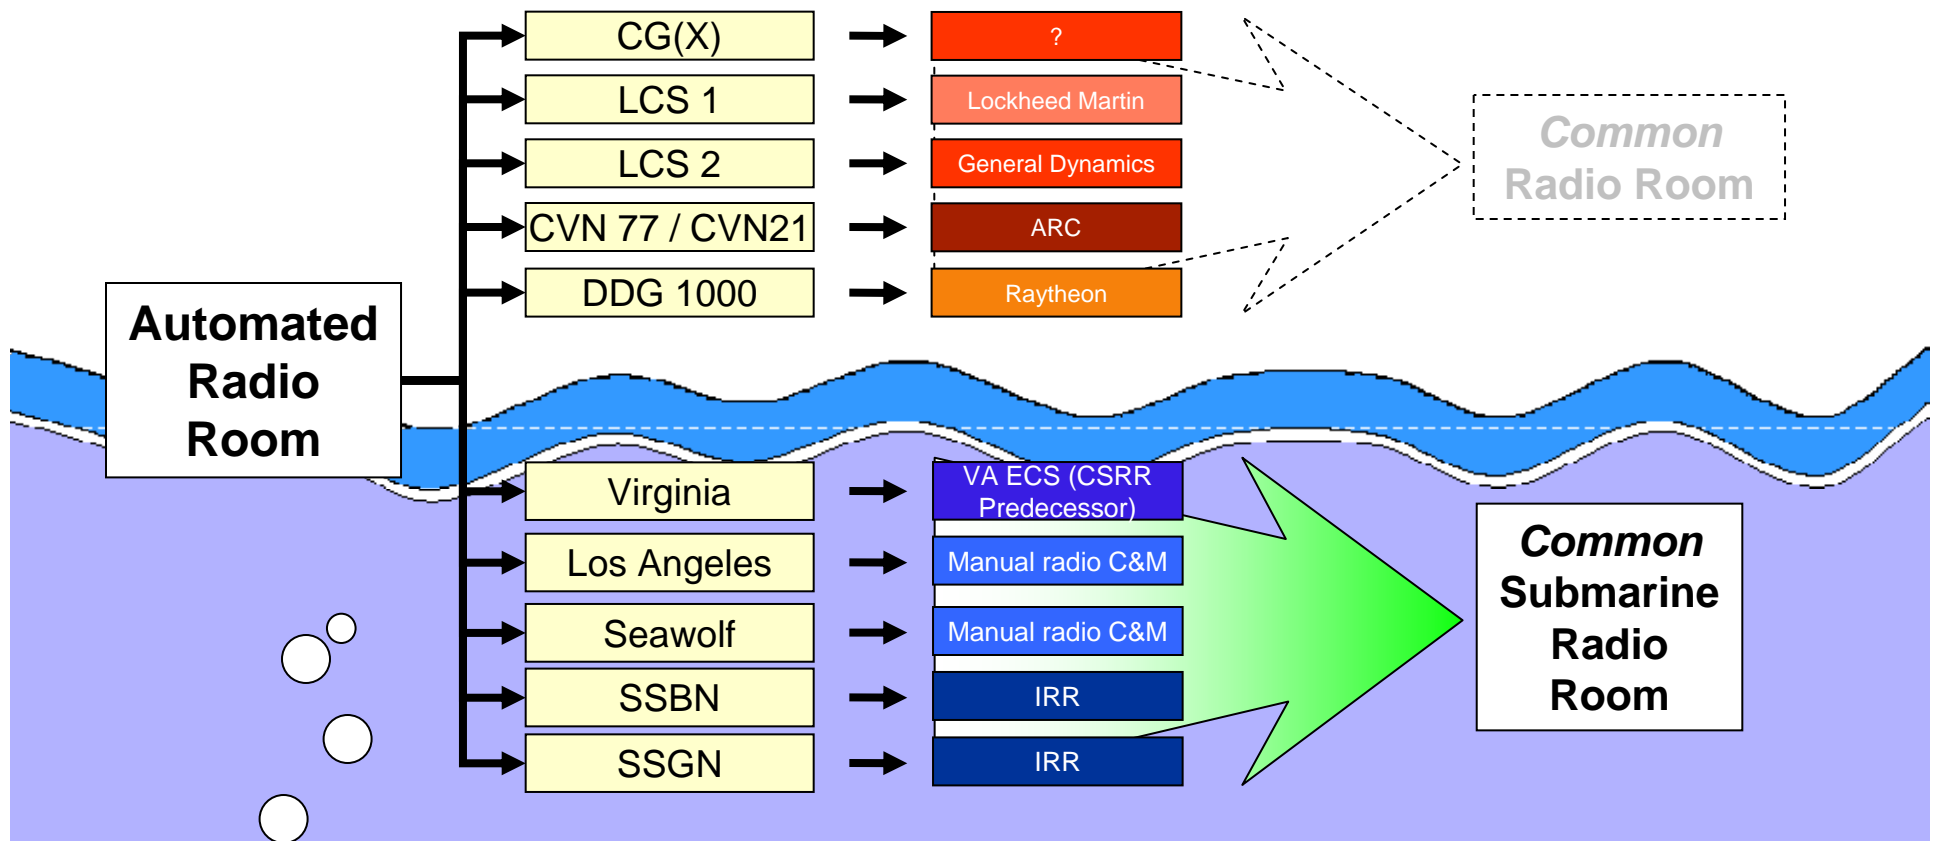 Automated
Radio
Room
CG(X)
?
LCS 1
Lockheed Martin
LCS 2
General Dynamics
CVN 77 / CVN21
ARC
DDG 1000
Raytheon
Common
Radio Room
Virginia
VA ECS (CSRR
Predecessor)
Los Angeles
Manual radio C&M
Seawolf
Manual radio C&M
SSBN
IRR
SSGN
IRR
Common
Submarine
Radio
Room